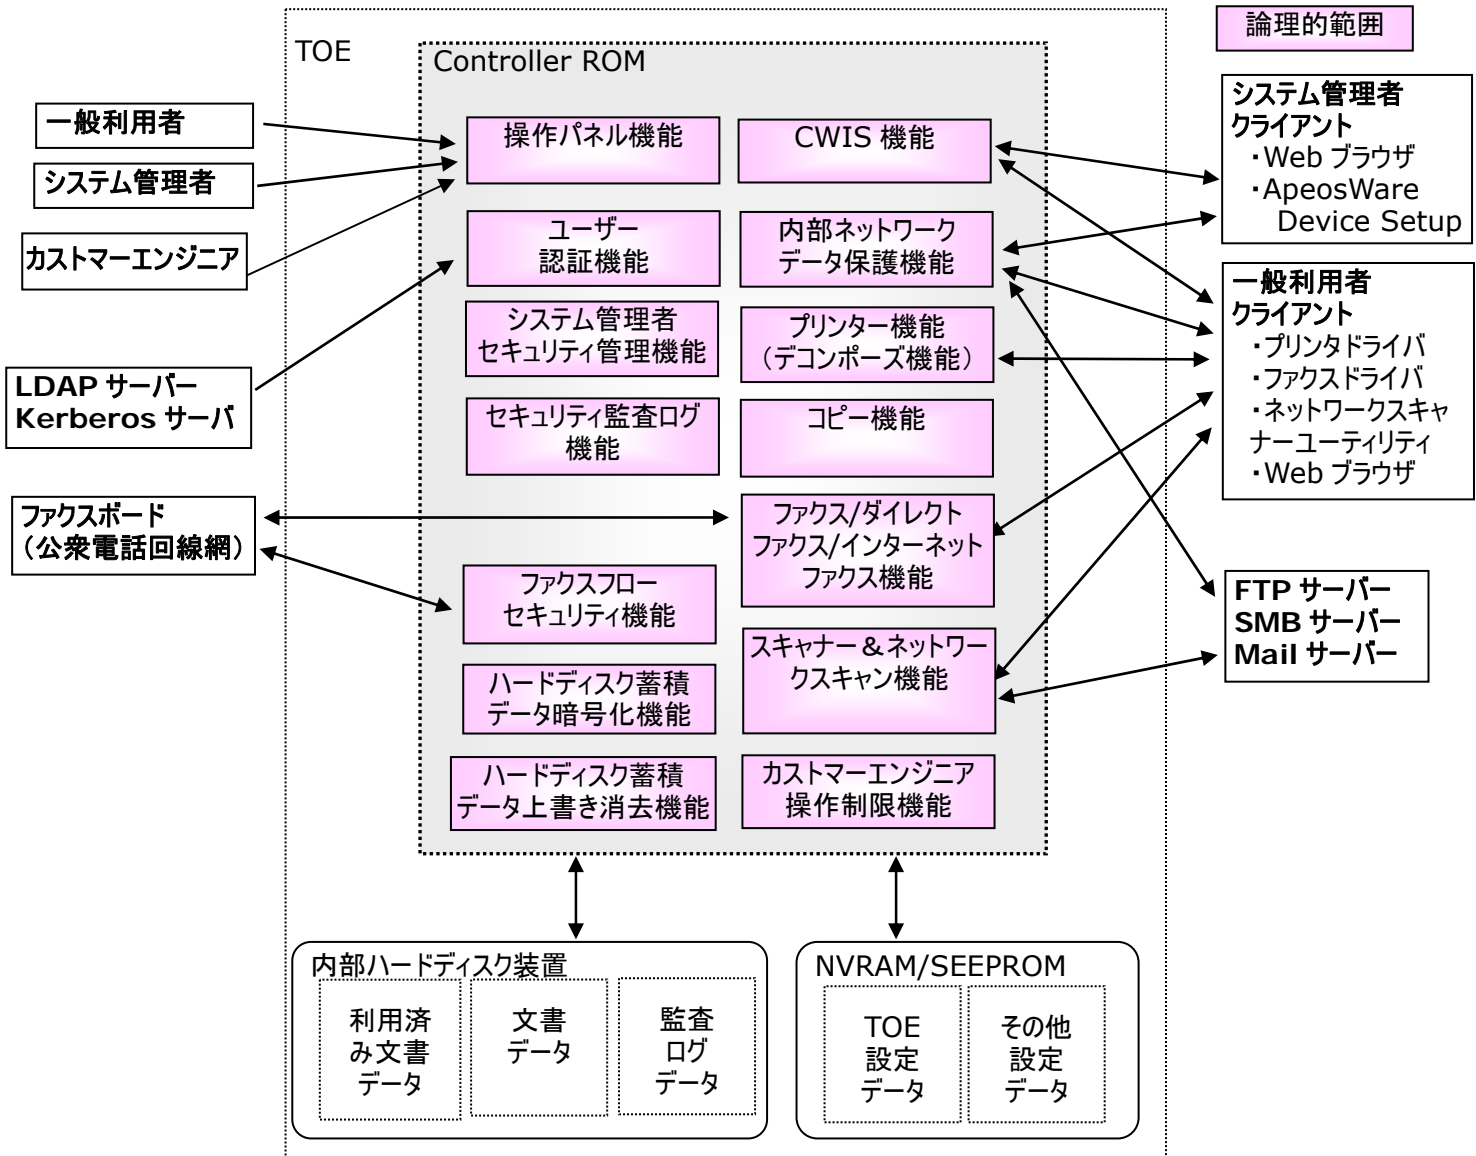 論理的範囲
TOE
Controller ROM
一般利用者
システム管理者
カストマーエンジニア
LDAP サーバー
Kerberos サーバ
ファクスボード
(公衆電話回線網)
操作パネル機能
ユーザー
認証機能
システム管理者
セキュリティ管理機能
セキュリティ監査ログ
機能
ファクスフロー
セキュリティ機能
ハードディスク蓄積
データ暗号化機能
ハードディスク蓄積
データ上書き消去機能
CWIS 機能
内部ネットワーク
データ保護機能
プリンター機能
(デコンポーズ機能)
コピー機能
ファクス/ダイレクト
ファクス/インターネット
ファクス機能
スキャナー&ネットワー
クスキャン機能
カストマーエンジニア
操作制限機能
システム管理者
クライアント
・Web ブラウザ
・ApeosWare
Device Setup
一般利用者
クライアント
・プリンタドライバ
・ファクスドライバ
・ネットワークスキャ
ナーユーティリティ
・Web ブラウザ
FTP サーバー
SMB サーバー
Mail サーバー
内部ハードディスク装置
利用済
み文書
データ
文書
データ
監査
ログ
データ
NVRAM/SEEPROM
TOE
設定
データ
その他
設定
データ